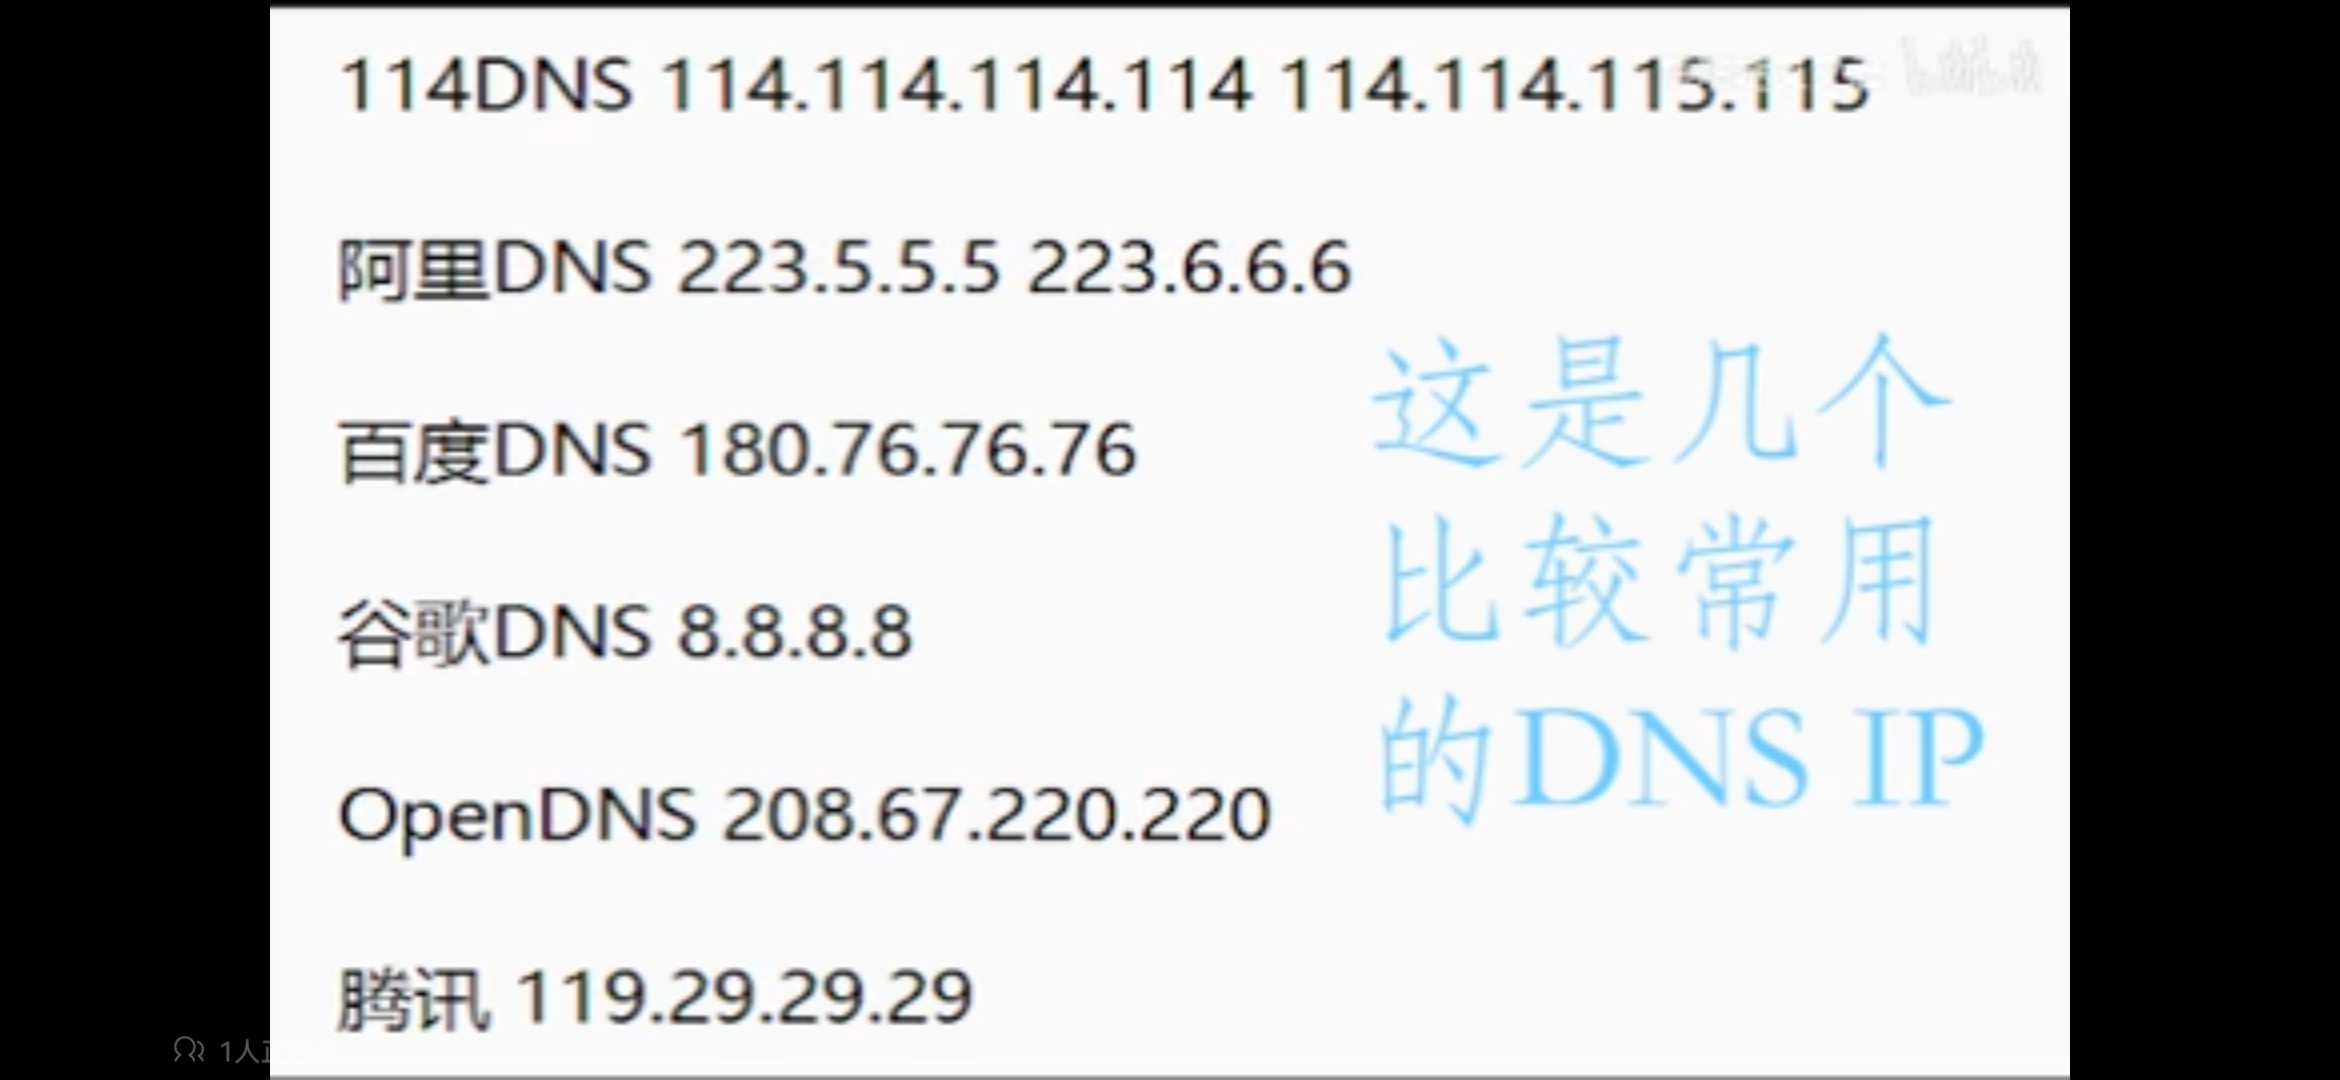 114DNS 114.114.114.114 114.114.115.115
bilibili
阿里DNS 223.5.5.5 223.6.6.6
百度DNS 180.76.76.76
谷歌DNS 8.8.8.8
OpenDNS 208.67.220.220
腾讯 119.29.29.29
这是几个
比较常用
的DNS IP
1人正